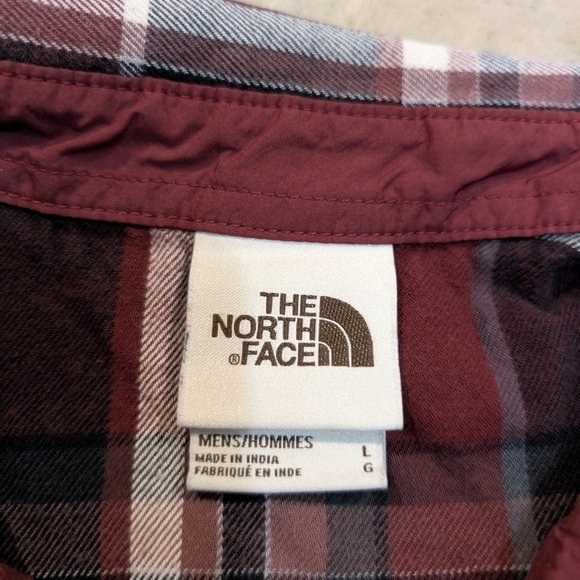 THE
NORTH
®FACE
MENS/HOMMES L
MADE IN INDIA G
FABRIQUÉ EN INDE